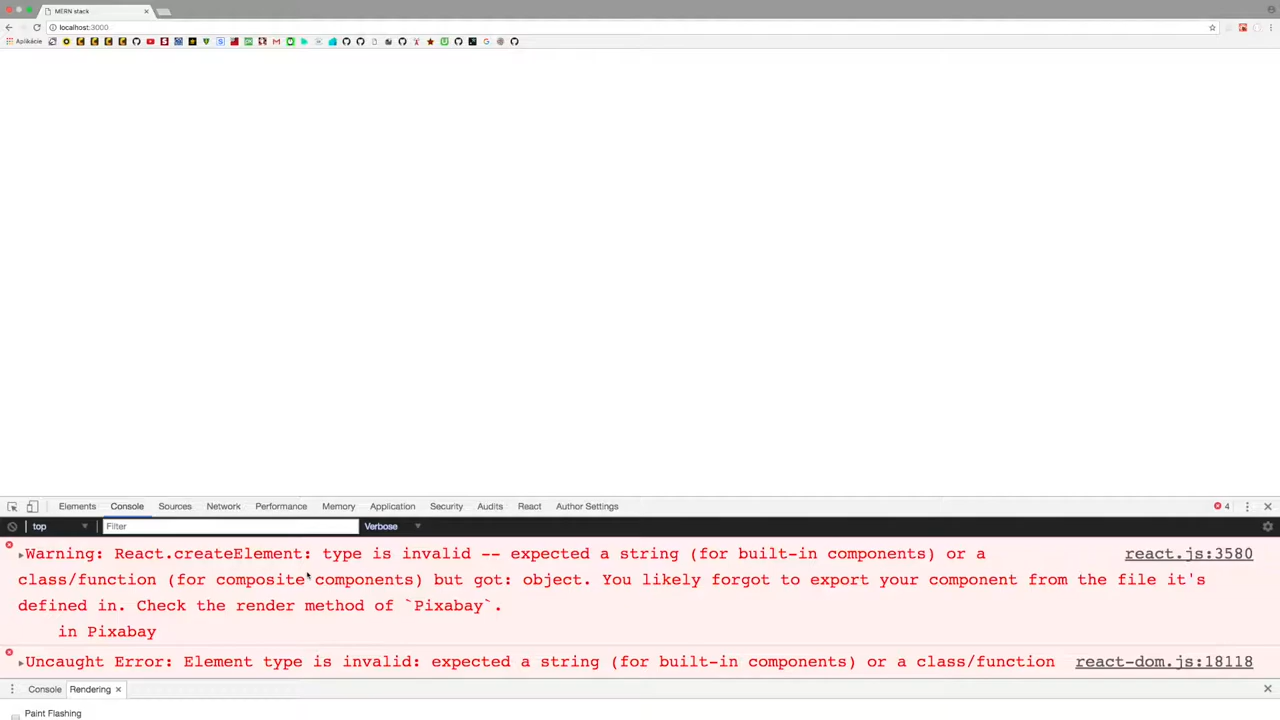 MERN stack
localhost:3000
Aplikácie
Elements Console Sources Network Performance Memory Application Security Audits React Author Settings 4
top Filter Verbose
Warning: React.createElement: type is invalid -- expected a string (for built-in components) or a react.js:3580
class/function (for composite components) but got: object. You likely forgot to export your component from the file it's
defined in. Check the render method of `Pixabay`.
in Pixabay
Uncaught Error: Element type is invalid: expected a string (for built-in components) or a class/function react-dom.js:18118
Console Rendering
Paint Flashing